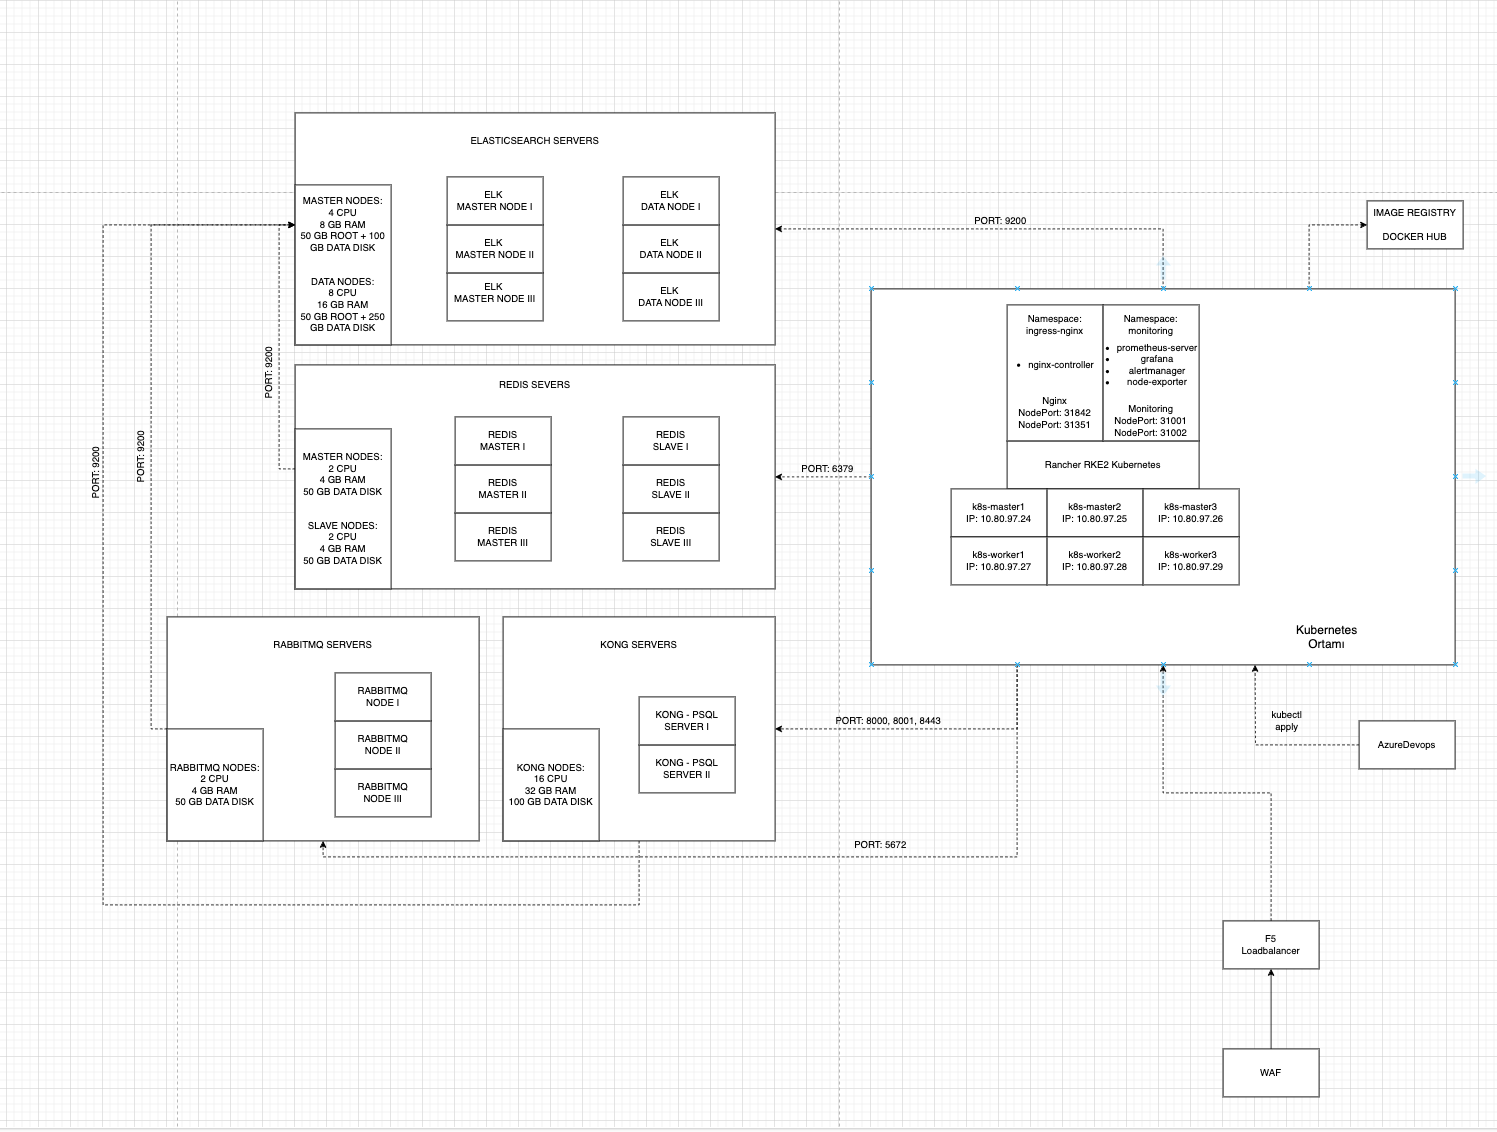 ELASTICSEARCH SERVERS
MASTER NODES:
4 CPU
8 GB RAM
50 GB ROOT + 100
GB DATA DISK
DATA NODES:
8 CPU
16 GB RAM
50 GB ROOT + 250
GB DATA DISK
ELK
MASTER NODE I
ELK
MASTER NODE II
ELK
MASTER NODE III
ELK
DATA NODE I
ELK
DATA NODE II
ELK
DATA NODE III
PORT: 9200
IMAGE REGISTRY
DOCKER HUB
PORT: 9200
PORT: 9200
PORT: 9200
REDIS SEVERS
MASTER NODES:
2 CPU
4 GB RAM
50 GB DATA DISK
SLAVE NODES:
2 CPU
4 GB RAM
50 GB DATA DISK
REDIS
MASTER I
REDIS
MASTER II
REDIS
MASTER III
REDIS
SLAVE I
REDIS
SLAVE II
REDIS
SLAVE III
PORT: 6379
Namespace:
ingress-nginx
nginx-controller
Nginx
NodePort: 31842
NodePort: 31351
Namespace:
monitoring
prometheus-server
grafana
alertmanager
node-exporter
Monitoring
NodePort: 31001
NodePort: 31002
Rancher RKE2 Kubernetes
k8s-master1
IP: 10.80.97.24
k8s-master2
IP: 10.80.97.25
k8s-master3
IP: 10.80.97.26
k8s-worker1
IP: 10.80.97.27
k8s-worker2
IP: 10.80.97.28
k8s-worker3
IP: 10.80.97.29
Kubernetes
Ortamı
RABBITMQ SERVERS
RABBITMQ
NODE I
RABBITMQ
NODE II
RABBITMQ
NODE III
RABBITMQ NODES:
2 CPU
4 GB RAM
50 GB DATA DISK
KONG SERVERS
KONG - PSQL
SERVER I
KONG - PSQL
SERVER II
KONG NODES:
16 CPU
32 GB RAM
100 GB DATA DISK
PORT: 8000, 8001, 8443
PORT: 5672
kubectl
apply
AzureDevops
F5
Loadbalancer
WAF